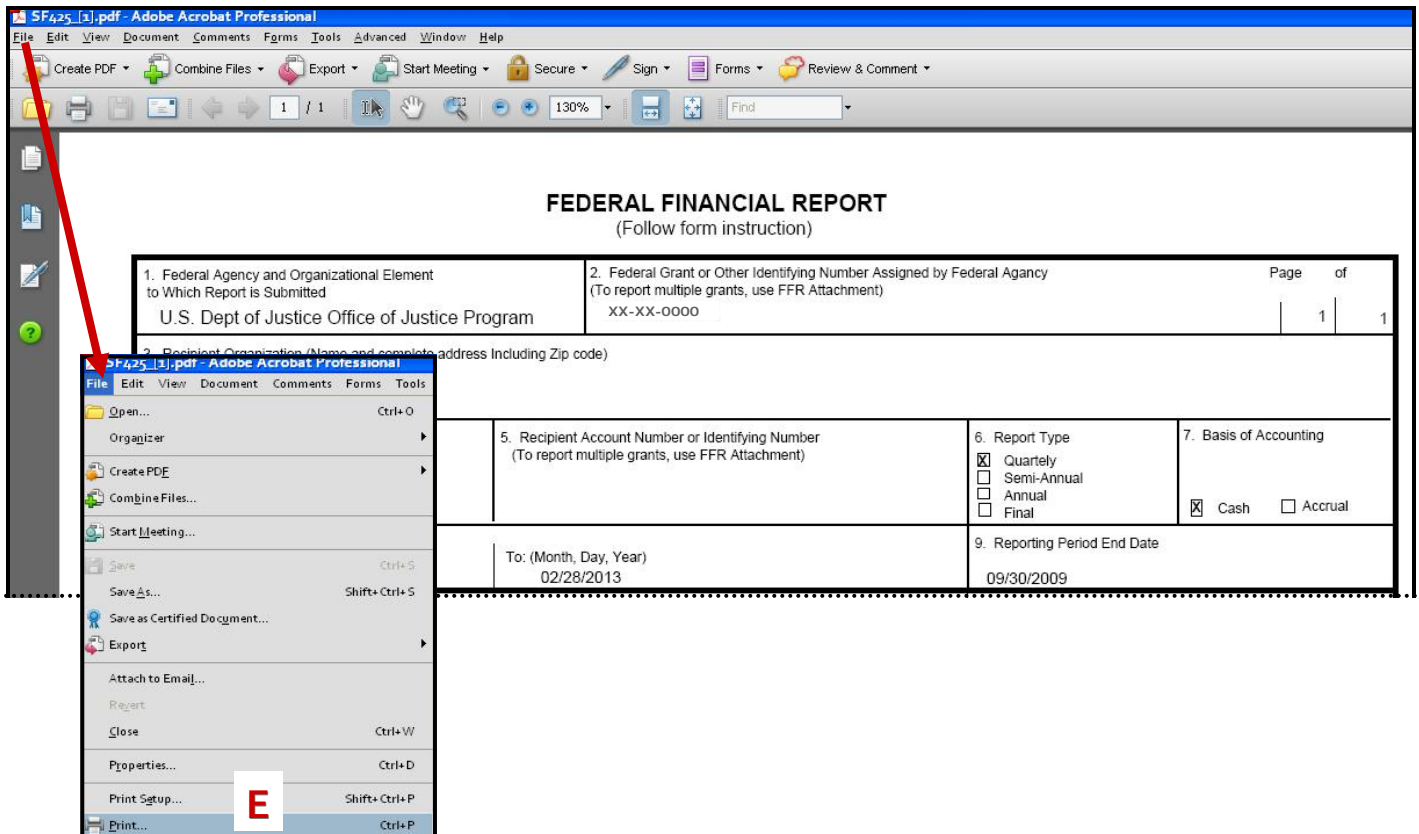 SF425_[1].pdf - Adobe Acrobat Professional
File Edit View Document Comments Forms Tools Advanced Window Help
Create PDF Combine Files Export Start Meeting Secure Sign Forms Review & Comment
1 / 1 130% Find
FEDERAL FINANCIAL REPORT
(Follow form instruction)
1. Federal Agency and Organizational Element
to Which Report is Submitted
U.S. Dept of Justice Office of Justice Program
2. Federal Grant or Other Identifying Number Assigned by Federal Agancy
(To report multiple grants, use FFR Attachment)
XX-XX-0000
Page of
1 1
3. Recipient Organization (Name and complete address Including Zip code)
5. Recipient Account Number or Identifying Number
(To report multiple grants, use FFR Attachment)
6. Report Type
X Quartely
Semi-Annual
Annual
Final
7. Basis of Accounting
X Cash Accrual
To: (Month, Day, Year)
02/28/2013
9. Reporting Period End Date
09/30/2009
SF425_[1].pdf - Adobe Acrobat Professional
File Edit View Document Comments Forms Tools
Open... Ctrl+O
Organizer
Create PDF
Combine Files...
Start Meeting...
Save Ctrl+S
Save As... Shift+Ctrl+S
Save as Certified Document...
Export
Attach to Email...
Revert
Close Ctrl+W
Properties... Ctrl+D
Print Setup... Shift+Ctrl+P
E
Print... Ctrl+P